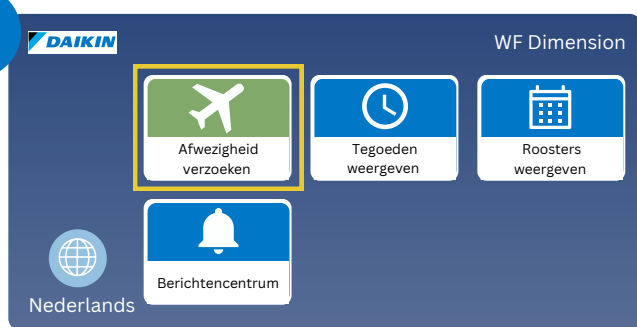 DAIKIN
WF Dimension
Afwezigheid
verzoeken
Tegoeden
weergeven
Roosters
weergeven
Berichtencentrum
Nederlands